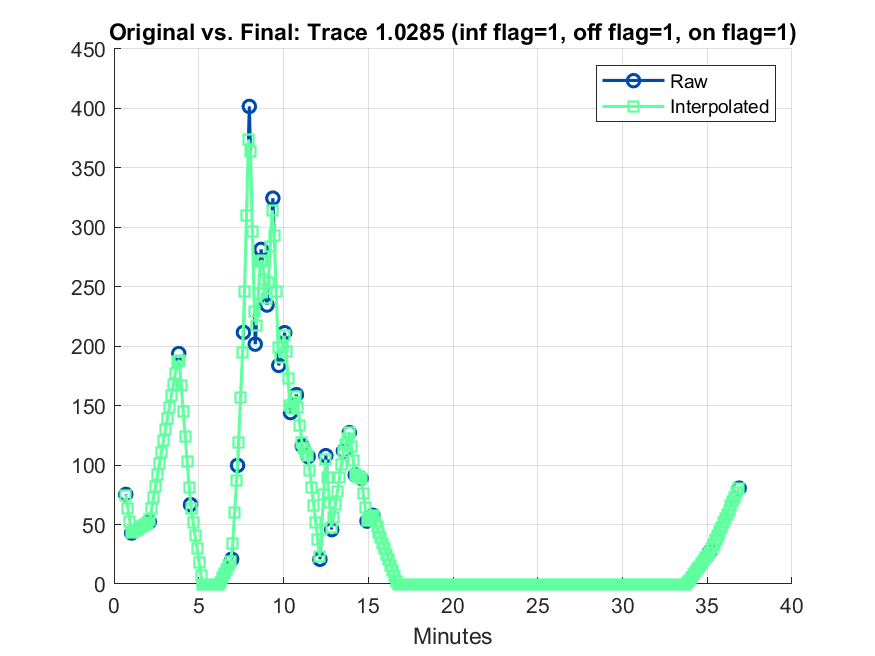 Original vs. Final: Trace 1.0285 (inf flag=1, off flag=1, on flag=1)
450
400
350
300
250
200
150
100
50
0
Raw
Interpolated
0 5 10 15 20 25 30 35 40
Minutes